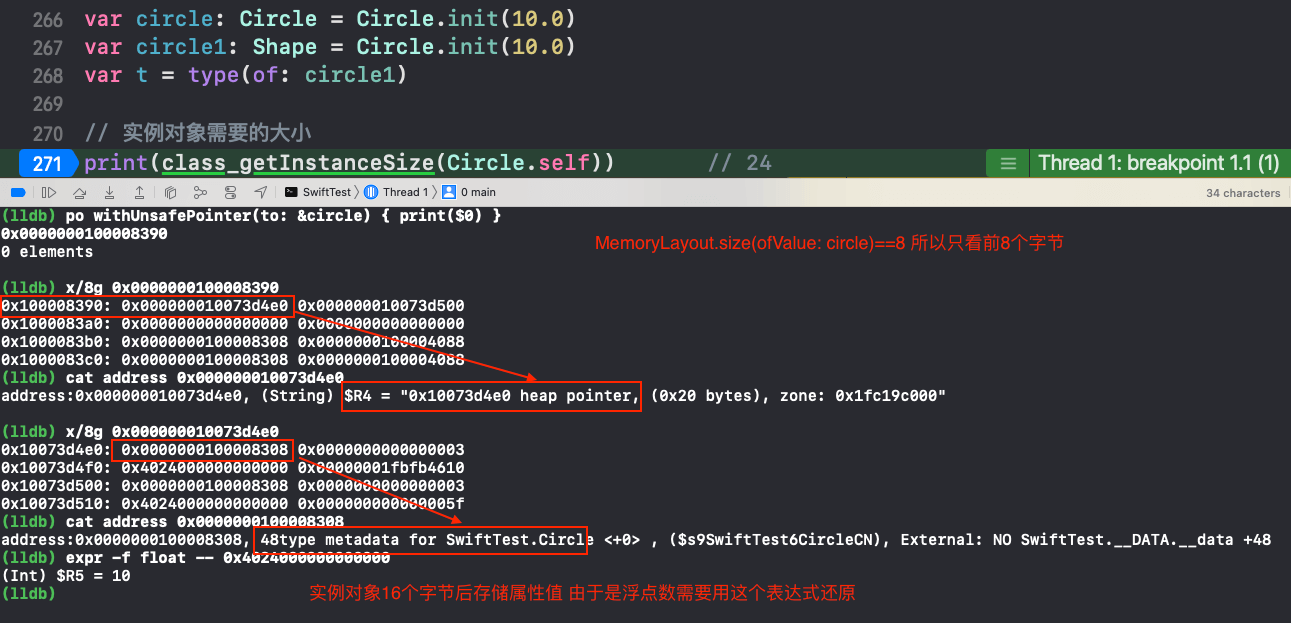 266 var circle: Circle = Circle.init(10.0)
267 var circle1: Shape = Circle.init(10.0)
268 var t = type(of: circle1)
269
270 // 实例对象需要的大小
271 print(class_getInstanceSize(Circle.self)) // 24 Thread 1: breakpoint 1.1 (1)
SwiftTest Thread 1 0 main 34 characters
(lldb) po withUnsafePointer(to: &circle) { print($0) }
0x0000000100008390
0 elements
MemoryLayout.size(ofValue: circle)==8 所以只看前8个字节
(lldb) x/8g 0x0000000100008390
0x100008390: 0x000000010073d4e0 0x000000010073d500
0x1000083a0: 0x0000000000000000 0x0000000000000000
0x1000083b0: 0x0000000100008308 0x0000000100004088
0x1000083c0: 0x0000000100008308 0x0000000100004088
(lldb) cat address 0x000000010073d4e0
address:0x000000010073d4e0, (String) $R4 = "0x10073d4e0 heap pointer, (0x20 bytes), zone: 0x1fc19c000"
(lldb) x/8g 0x000000010073d4e0
0x10073d4e0: 0x0000000100008308 0x0000000000000003
0x10073d4f0: 0x4024000000000000 0x00000001fbfb4610
0x10073d500: 0x0000000100008308 0x0000000000000003
0x10073d510: 0x4024000000000000 0x000000000000005f
(lldb) cat address 0x0000000100008308
address:0x0000000100008308, 48type metadata for SwiftTest.Circle <+0> , ($s9SwiftTest6CircleCN), External: NO SwiftTest.__DATA.__data +48
(lldb) expr -f float -- 0x4024000000000000
(Int) $R5 = 10
(lldb)
实例对象16个字节后存储属性值 由于是浮点数需要用这个表达式还原